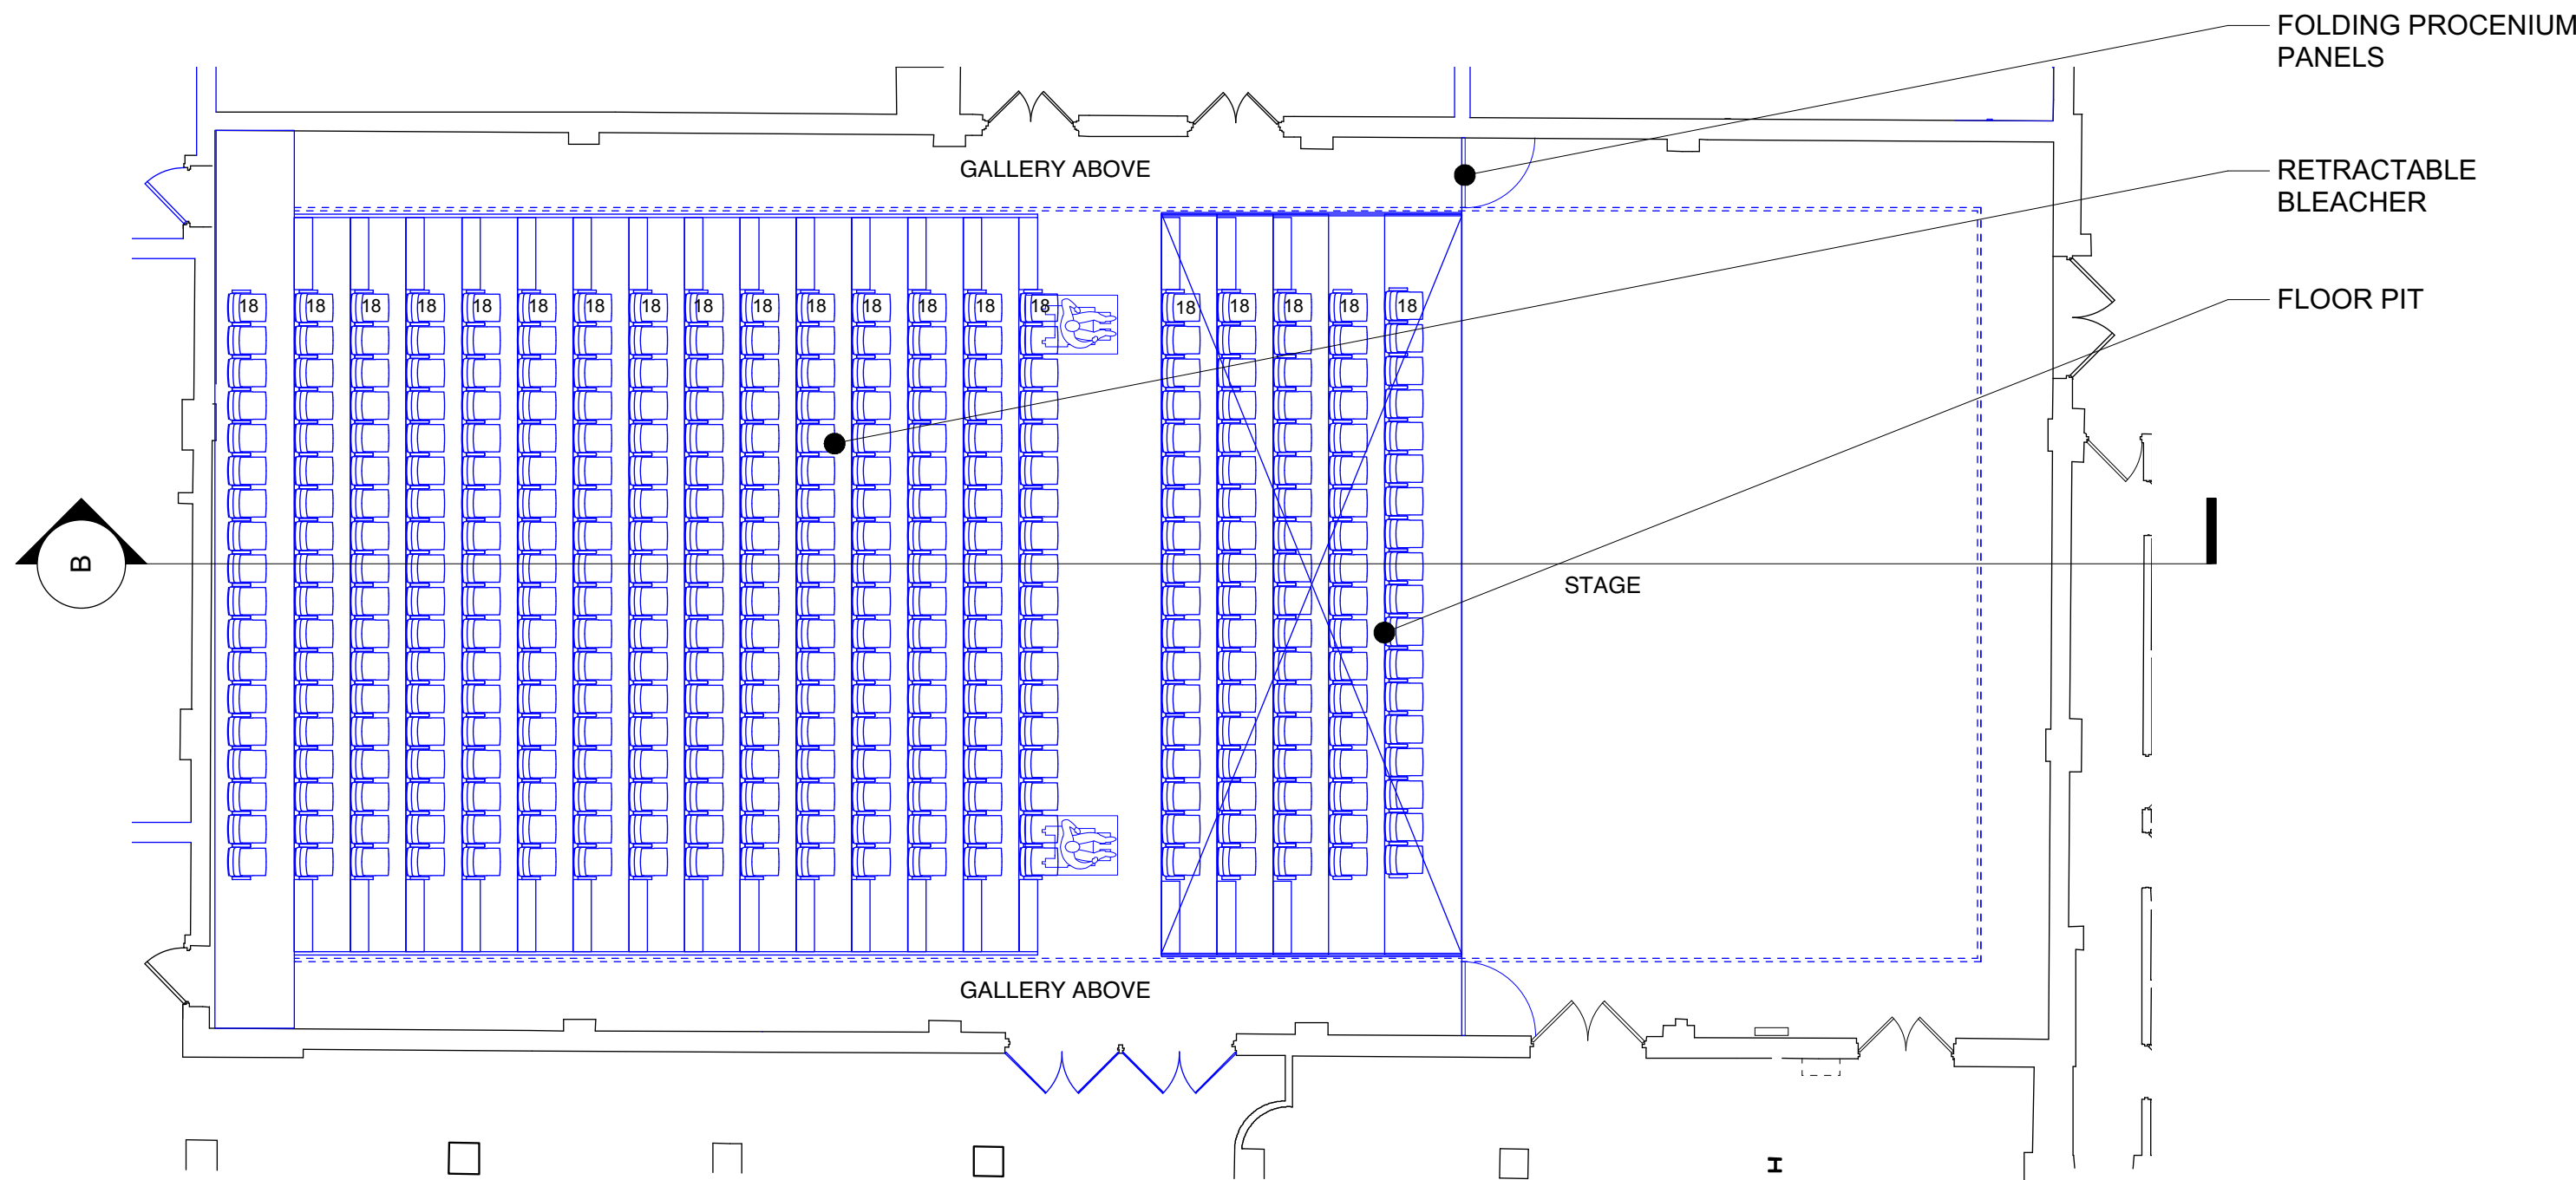 FOLDING PROCENIUM
PANELS
RETRACTABLE
BLEACHER
GALLERY ABOVE
FLOOR PIT
18 18 18 18 18 18 18 18 18 18 18 18 18 18 18 18 18 18 18 18
B
STAGE
GALLERY ABOVE